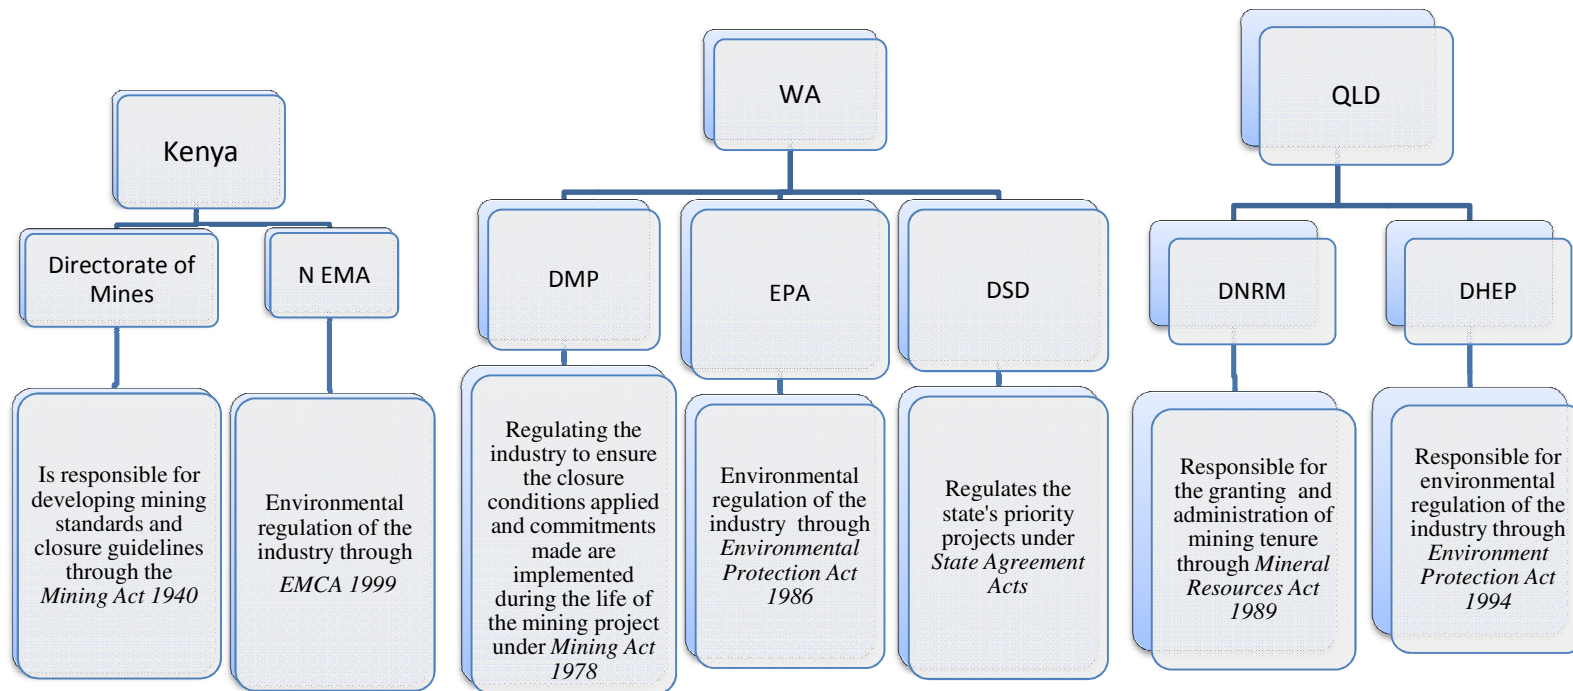 Kenya
Directorate of
Mines
N EMA
Is responsible for
developing mining
standards and
closure guidelines
through the
Mining Act 1940
Environmental
regulation of the
industry through
EMCA 1999
WA
DMP
EPA
DSD
Regulating the
industry to ensure
the closure
conditions applied
and commitments
made are
implemented
during the life of
the mining project
under Mining Act
1978
Environmental
regulation of the
industry through
Environmental
Protection Act
1986
Regulates the
state's priority
projects under
State Agreement
Acts
QLD
DNRM
DHEP
Responsible for
the granting and
administration of
mining tenure
through Mineral
Resources Act
1989
Responsible for
environmental
regulation of the
industry through
Environment
Protection Act
1994